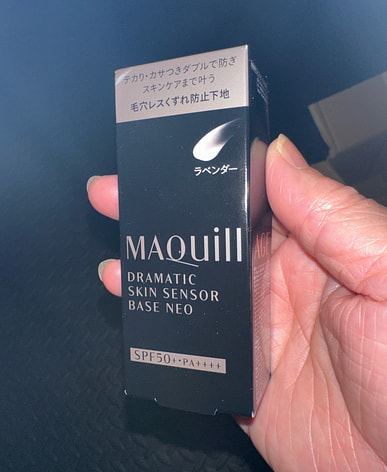 テカリ・カサつきダブルで防ぎ
スキンケアまで叶う
毛穴レスくずれ防止下地
ラベンダー
MAQuill
DRAMATIC
SKIN SENSOR
BASE NEO
SPF50+・PA++++